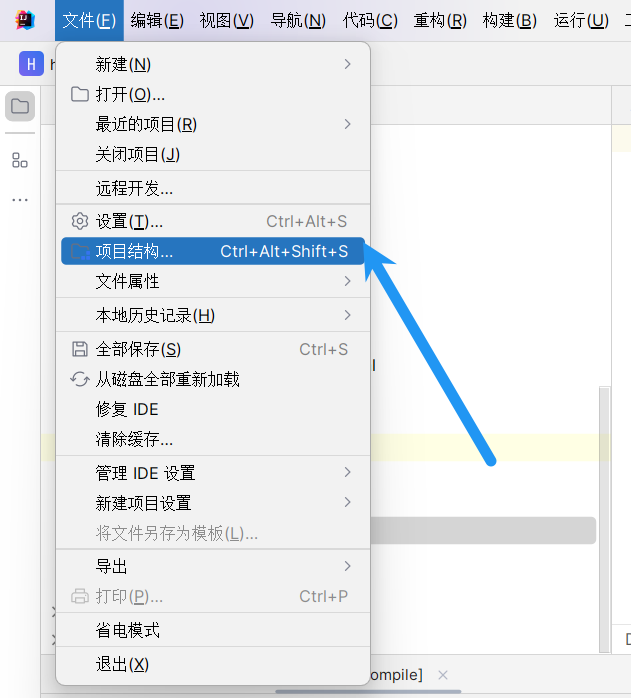 文件(F) 编辑(E) 视图(V) 导航(N) 代码(C) 重构(R) 构建(B) 运行(U)
H
新建(N)
打开(O)...
最近的项目(R)
关闭项目(J)
远程开发...
设置(T)... Ctrl+Alt+S
项目结构... Ctrl+Alt+Shift+S
文件属性
本地历史记录(H)
全部保存(S) Ctrl+S
从磁盘全部重新加载
修复 IDE
清除缓存...
管理 IDE 设置
新建项目设置
将文件另存为模板(L)...
导出
打印(P)... Ctrl+P
省电模式
退出(X)
ompile]